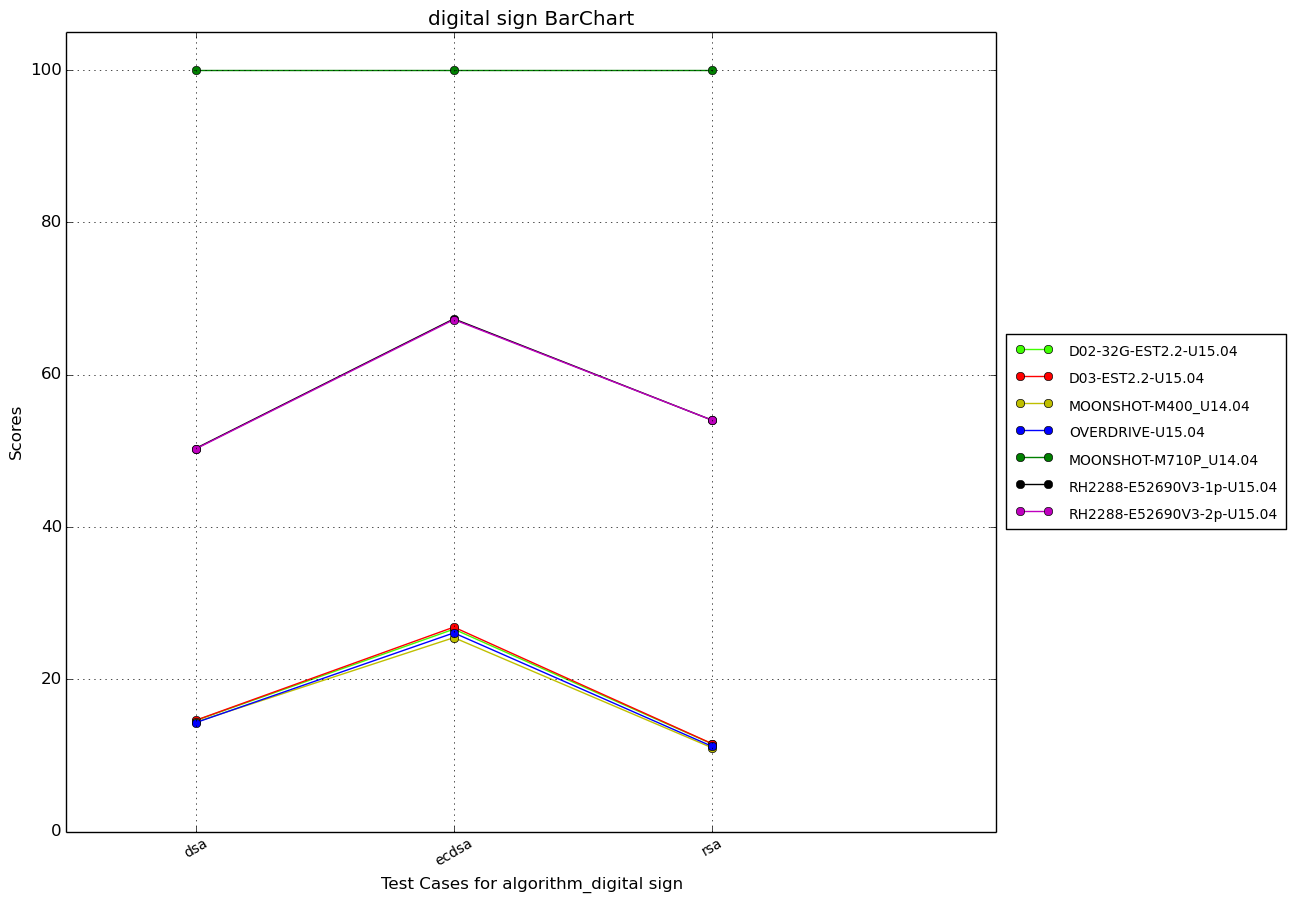 digital sign BarChart
100
80
60
40
20
0
Scores
dsa
ecdsa
rsa
Test Cases for algorithm_digital sign
D02-32G-EST2.2-U15.04
D03-EST2.2-U15.04
MOONSHOT-M400_U14.04
OVERDRIVE-U15.04
MOONSHOT-M710P_U14.04
RH2288-E52690V3-1p-U15.04
RH2288-E52690V3-2p-U15.04